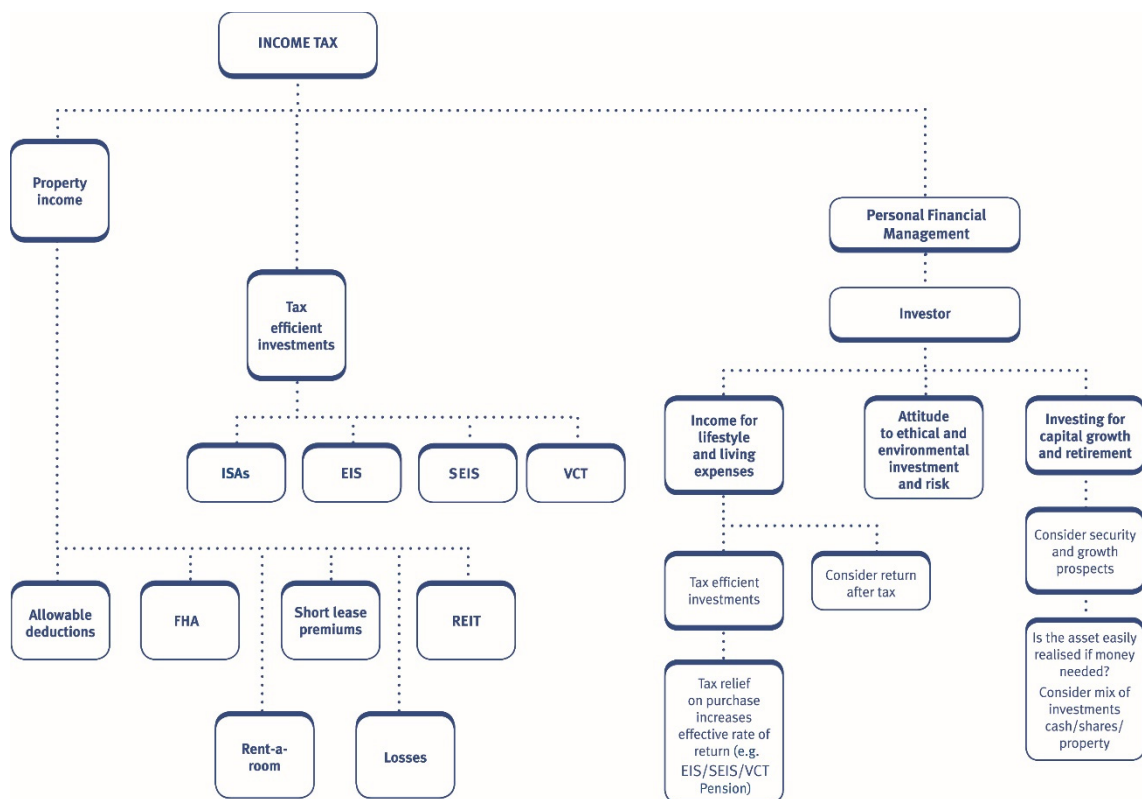 INCOME TAX
Property
income
Personal Financial
Management
Tax
efficient
investments
Investor
Income for
lifestyle
and living
expenses
Attitude
to ethical and
environmental
investment
and risk
Investing for
capital growth
and retirement
ISAs
EIS
SEIS
VCT
Consider security
and growth
prospects
Tax efficient
investments
Consider return
after tax
Allowable
deductions
FHA
Short lease
premiums
REIT
Is the asset easily
realised if money
needed?
Consider mix of
investments
cash/shares/
property
Tax relief
on purchase
increases
effective rate of
return (e.g.
EIS/SEIS/VCT
Pension)
Rent-a-
room
Losses